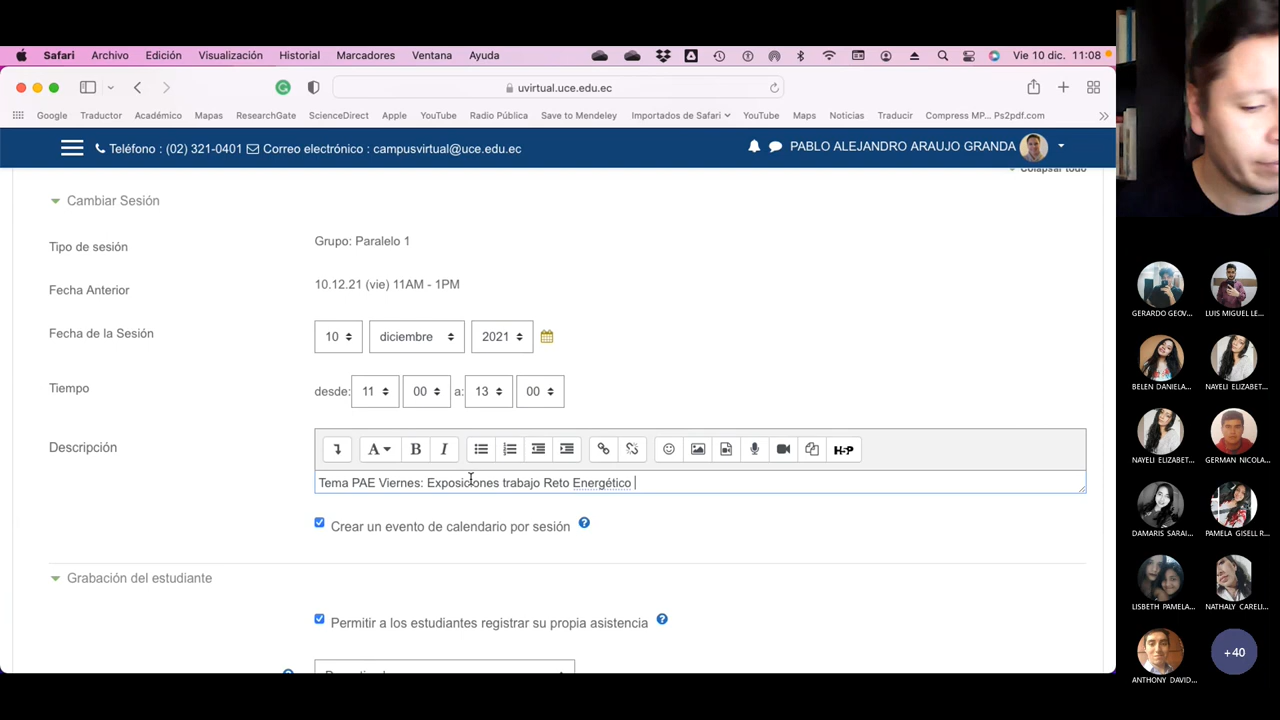 Safari Archivo Edición Visualización Historial Marcadores Ventana Ayuda Vie 10 dic. 11:08
uvirtual.uce.edu.ec
Google Traductor Académico Mapas ResearchGate ScienceDirect Apple YouTube Radio Pública Save to Mendeley Importados de Safari YouTube Maps Noticias Traducir Compress MP... Ps2pdf.com
Teléfono : (02) 321-0401 Correo electrónico : campusvirtual@uce.edu.ec PABLO ALEJANDRO ARAUJO GRANDA
Colapsar todo
Cambiar Sesión
Tipo de sesión Grupo: Paralelo 1
Fecha Anterior 10.12.21 (vie) 11AM - 1PM
Fecha de la Sesión 10 diciembre 2021
Tiempo desde: 11 00 a: 13 00
Descripción
A B I H-P
Tema PAE Viernes: Exposiciones trabajo Reto Energético
Crear un evento de calendario por sesión
Grabación del estudiante
Permitir a los estudiantes registrar su propia asistencia
GERARDO GEOV... LUIS MIGUEL LE...
BELEN DANIELA... NAYELI ELIZABET...
NAYELI ELIZABET... GERMAN NICOLA...
DAMARIS SARAI... PAMELA GISELL R...
LISBETH PAMELA... NATHALY CARELI...
+40
ANTHONY DAVID...